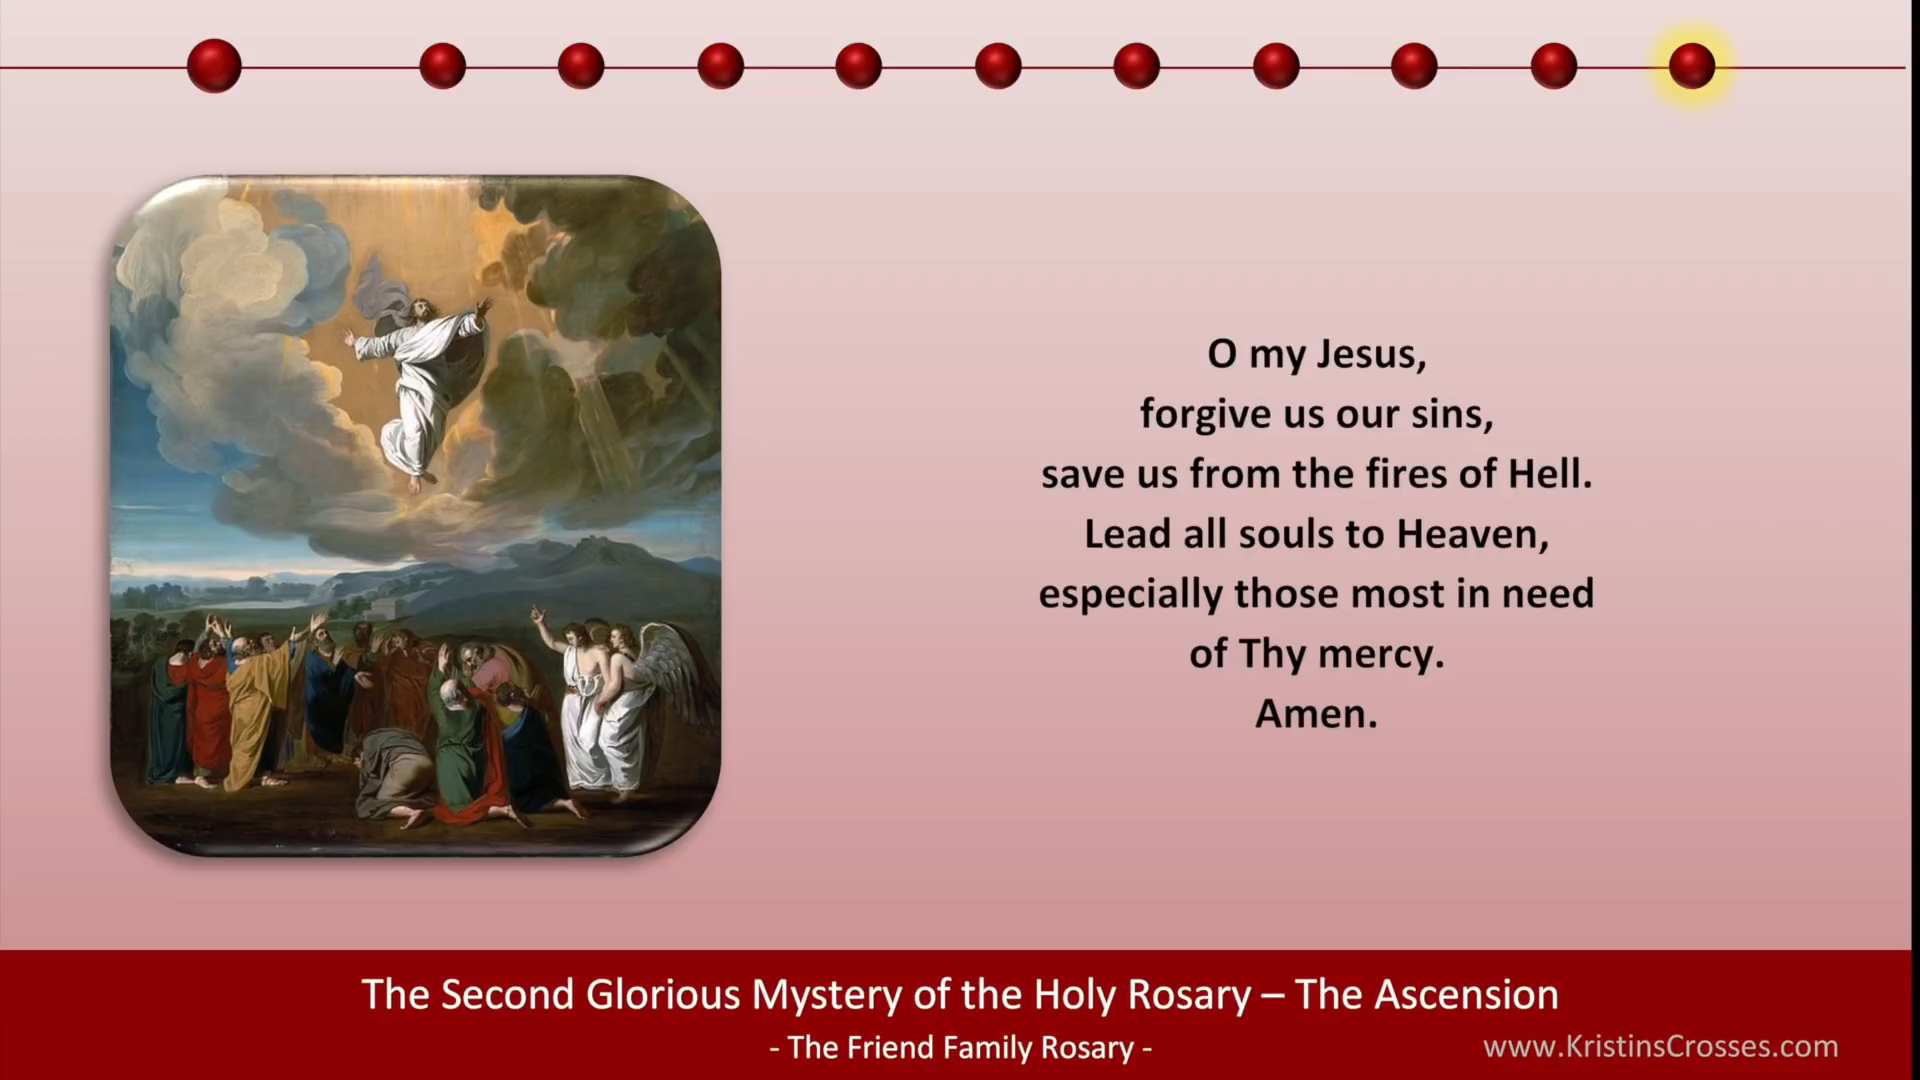 O my Jesus,
forgive us our sins,
save us from the fires of Hell.
Lead all souls to Heaven,
especially those most in need
of Thy mercy.
Amen.
The Second Glorious Mystery of the Holy Rosary – The Ascension
- The Friend Family Rosary -
www.KristinsCrosses.com